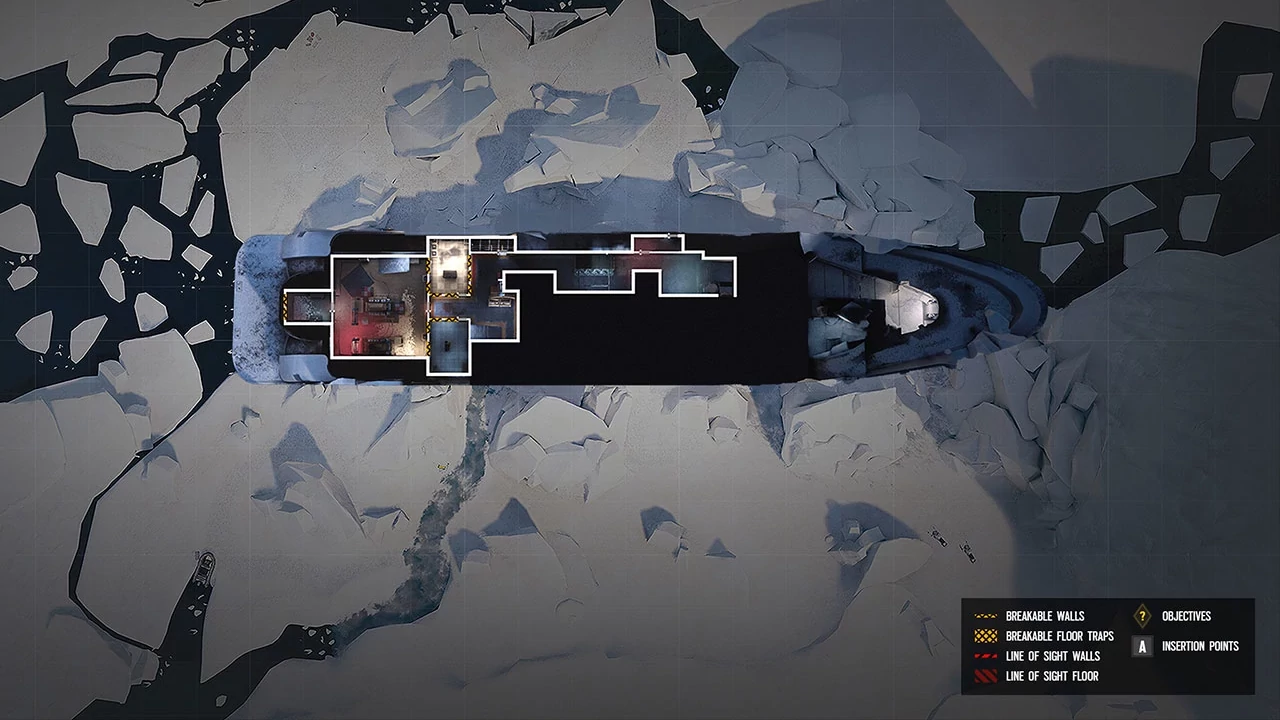 BREAKABLE WALLS
BREAKABLE FLOOR TRAPS
LINE OF SIGHT WALLS
LINE OF SIGHT FLOOR
? OBJECTIVES
A INSERTION POINTS